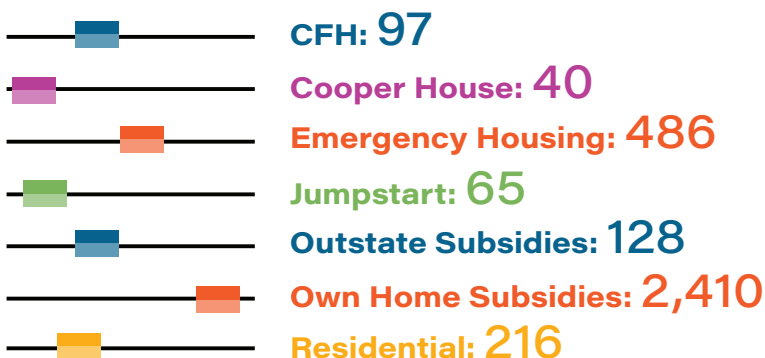 CFH: 97
Cooper House: 40
Emergency Housing: 486
Jumpstart: 65
Outstate Subsidies: 128
Own Home Subsidies: 2,410
Residential: 216